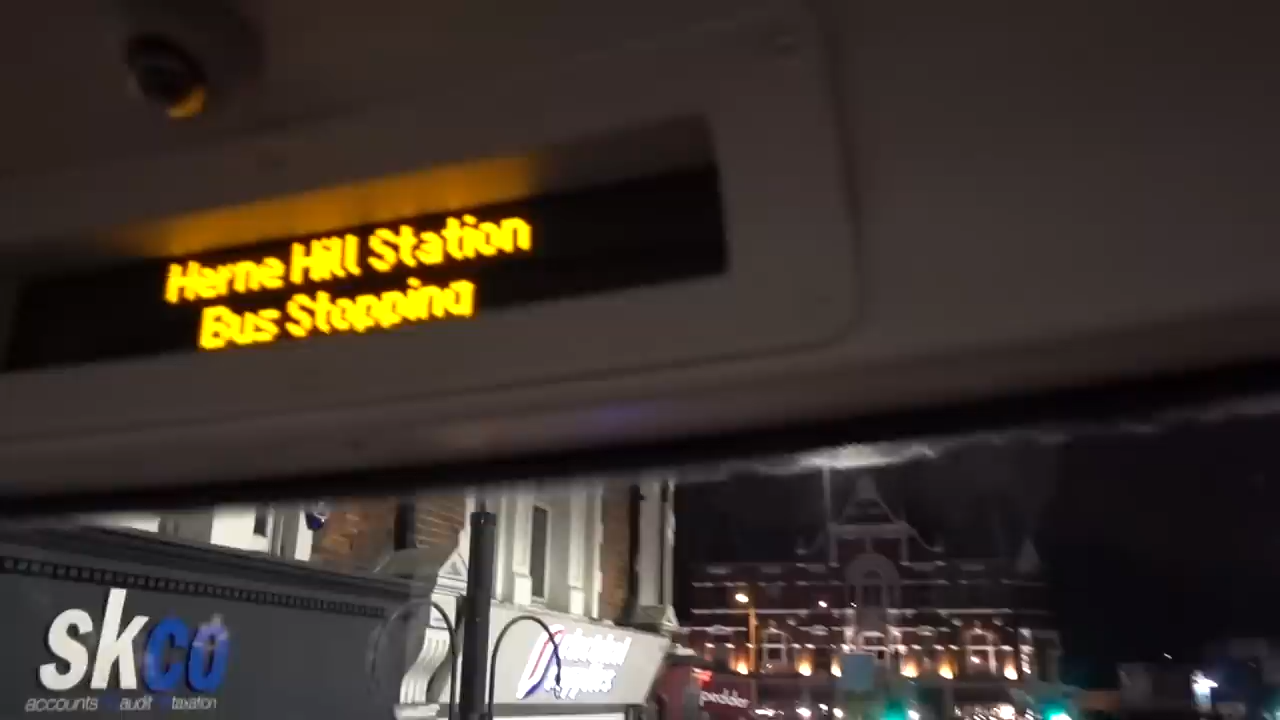 Herne Hill Station
Bus Stopping
skco
accounts audit taxation